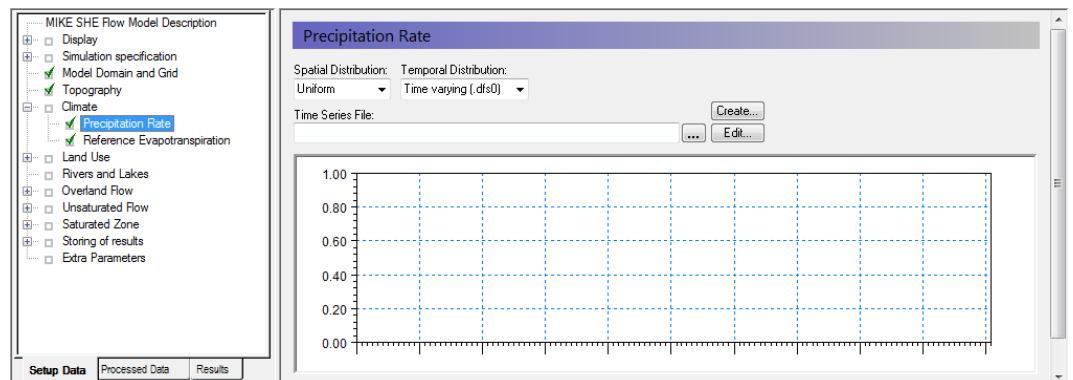 MIKE SHE Flow Model Description
Display
Simulation specification
Model Domain and Grid
Topography
Climate
Precipitation Rate
Reference Evapotranspiration
Land Use
Rivers and Lakes
Overland Flow
Unsaturated Flow
Saturated Zone
Storing of results
Extra Parameters
Setup Data Processed Data Results
Precipitation Rate
Spatial Distribution: Temporal Distribution:
Uniform Time varying (.dfs0)
Time Series File: Create...
... Edit...
1.00
0.80
0.60
0.40
0.20
0.00